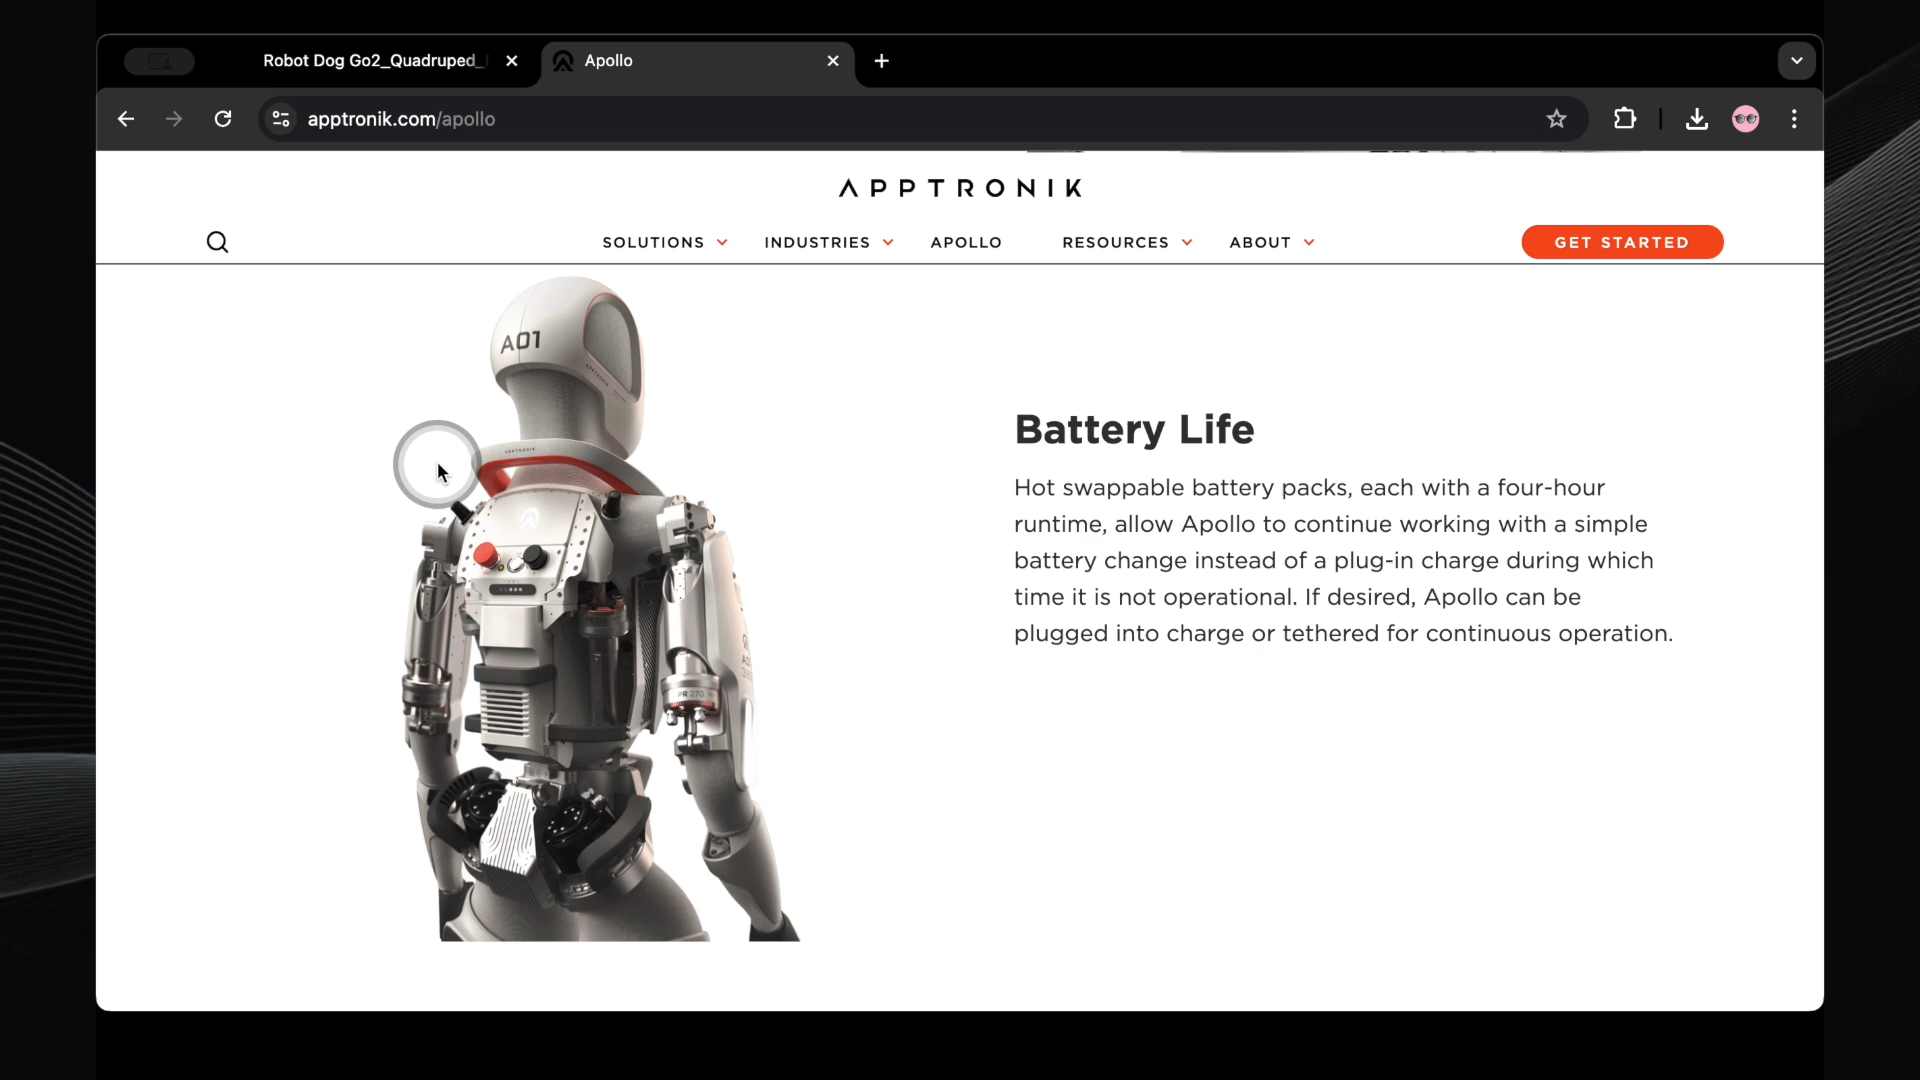 Robot Dog Go2_Quadruped_
Apollo
apptronik.com/apollo
APPTRONIK
SOLUTIONS
INDUSTRIES
APOLLO
RESOURCES
ABOUT
GET STARTED
A01
APPTRONIK
Battery Life
Hot swappable battery packs, each with a four-hour
runtime, allow Apollo to continue working with a simple
battery change instead of a plug-in charge during which
time it is not operational. If desired, Apollo can be
plugged into charge or tethered for continuous operation.
PR 270